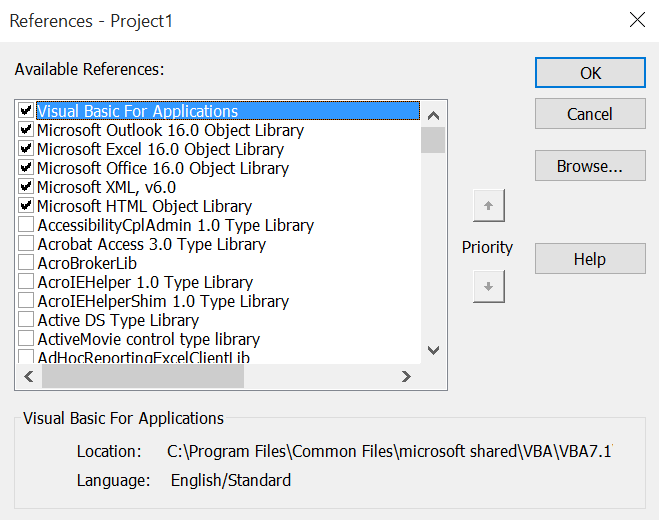 References - Project1
Available References:
OK
Visual Basic For Applications
Cancel
Microsoft Outlook 16.0 Object Library
Microsoft Excel 16.0 Object Library
Browse...
Microsoft Office 16.0 Object Library
Microsoft XML, v6.0
Microsoft HTML Object Library
AccessibilityCplAdmin 1.0 Type Library
Acrobat Access 3.0 Type Library
Priority
AcroBrokerLib
Help
AcroIEHelper 1.0 Type Library
AcroIEHelperShim 1.0 Type Library
Active DS Type Library
ActiveMovie control type library
AdHocReportingExcelClientLib
Visual Basic For Applications
Location: C:\Program Files\Common Files\microsoft shared\VBA\VBA7.1\
Language: English/Standard